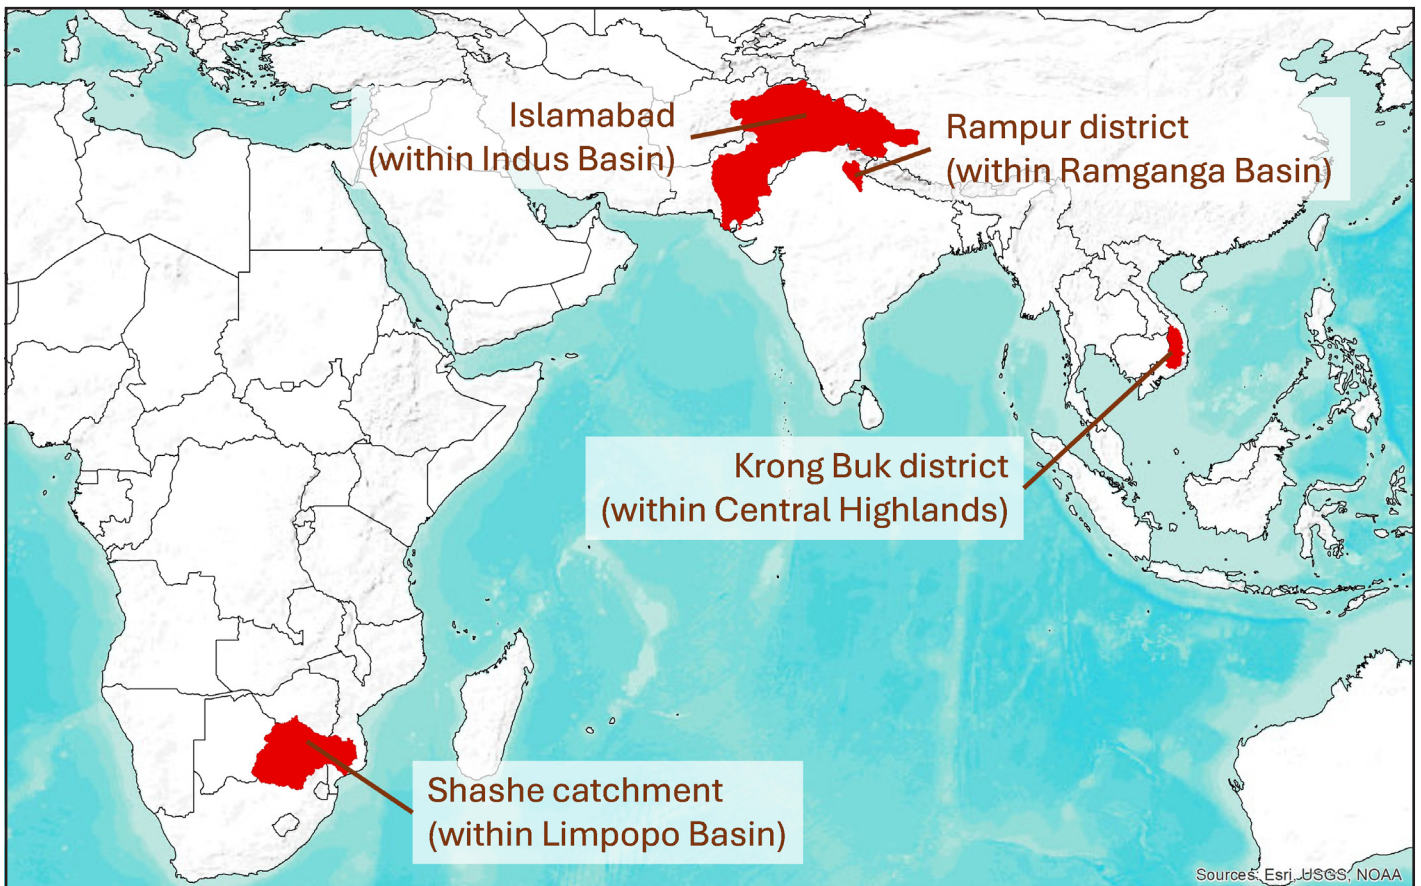 Islamabad
(within Indus Basin)
Rampur district
(within Ramganga Basin)
Krong Buk district
(within Central Highlands)
Shashe catchment
(within Limpopo Basin)
Sources: Esri, USGS, NOAA